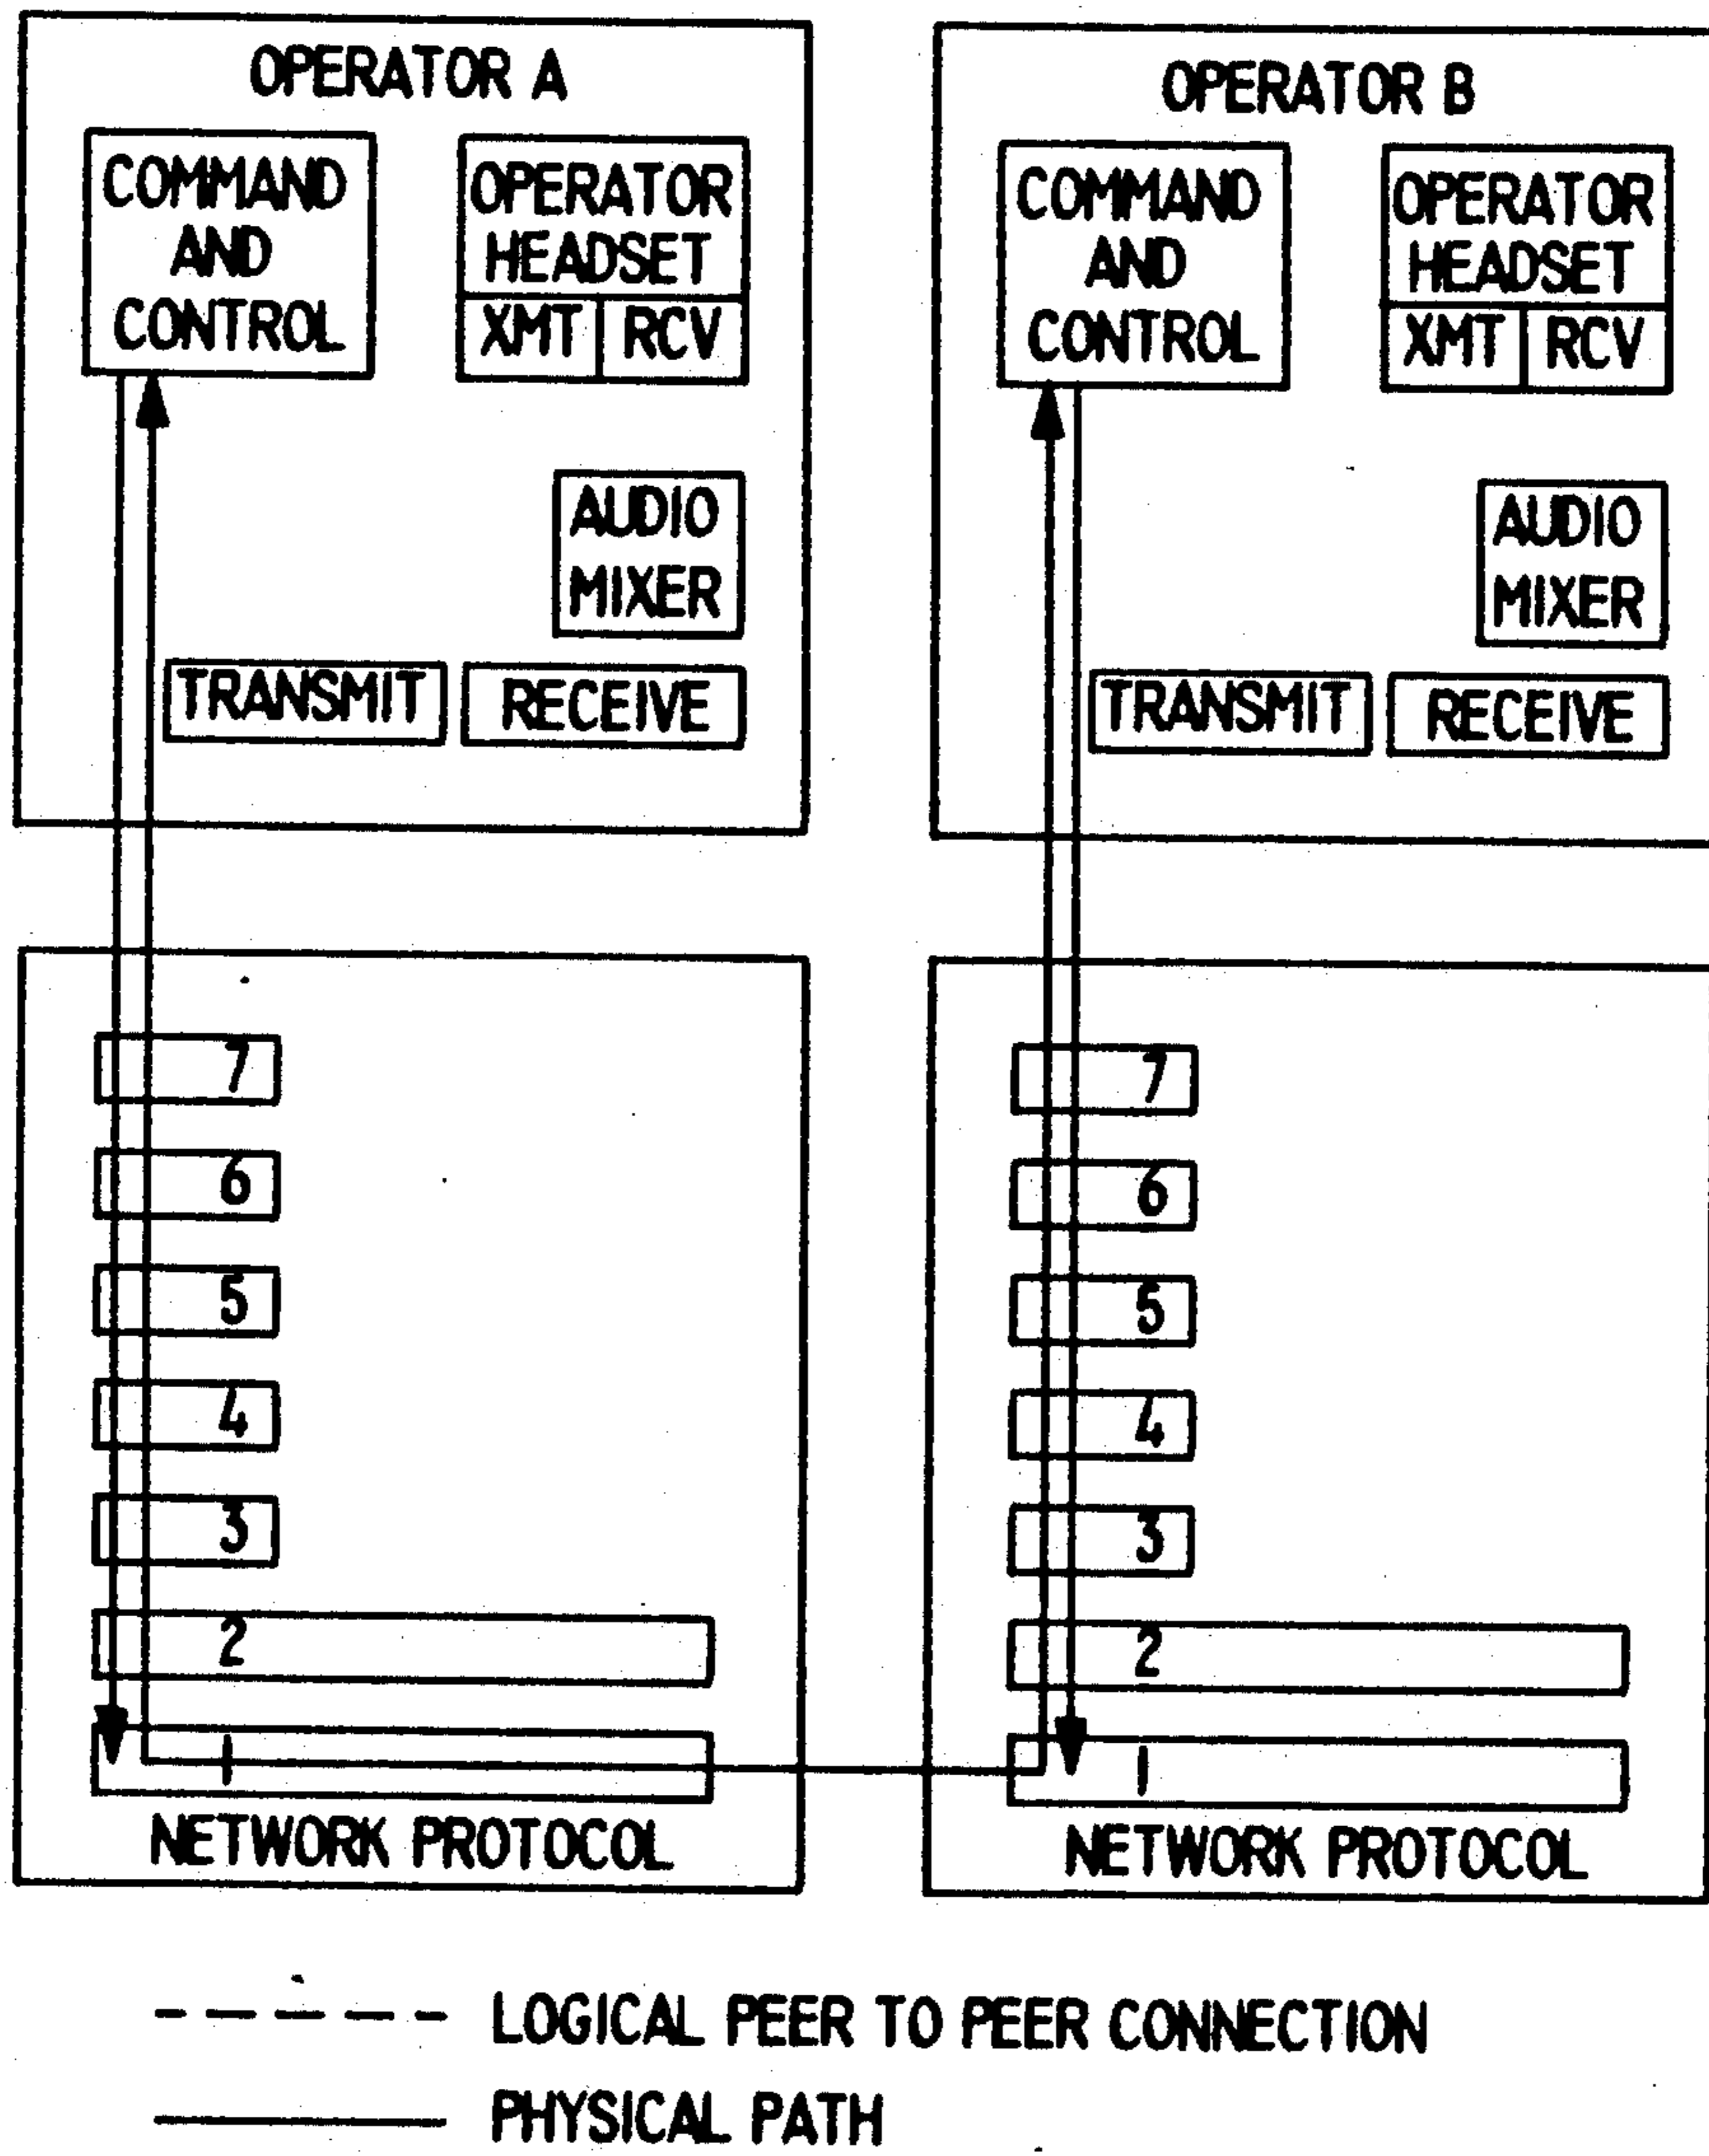 OPERATOR A
COMMAND
AND
CONTROL
OPERATOR
HEADSET
XMT RCV
AUDIO
MIXER
TRANSMIT RECEIVE
OPERATOR B
COMMAND
AND
CONTROL
OPERATOR
HEADSET
XMT RCV
AUDIO
MIXER
TRANSMIT RECEIVE
7
6
5
4
3
2
1
NETWORK PROTOCOL
7
6
5
4
3
2
1
NETWORK PROTOCOL
LOGICAL PEER TO PEER CONNECTION
PHYSICAL PATH